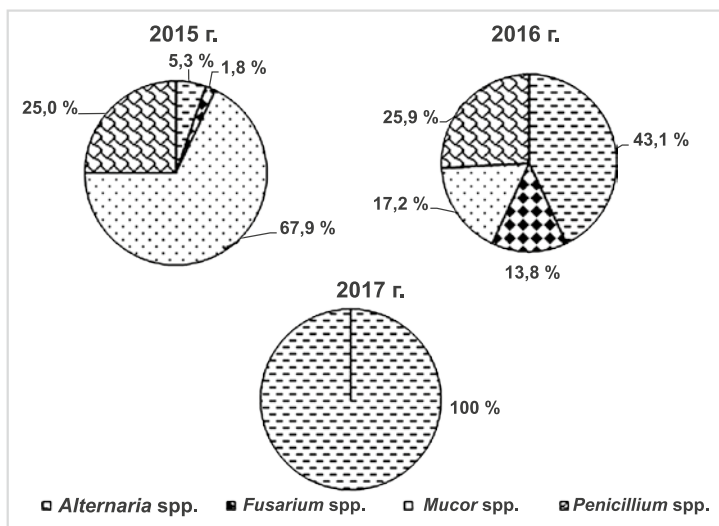 2015 г.
2016 г.
5,3 %
1,8 %
25,0 %
67,9 %
25,9 %
43,1 %
17,2 %
13,8 %
2017 г.
100 %
Alternaria spp.
Fusarium spp.
Mucor spp.
Penicillium spp.